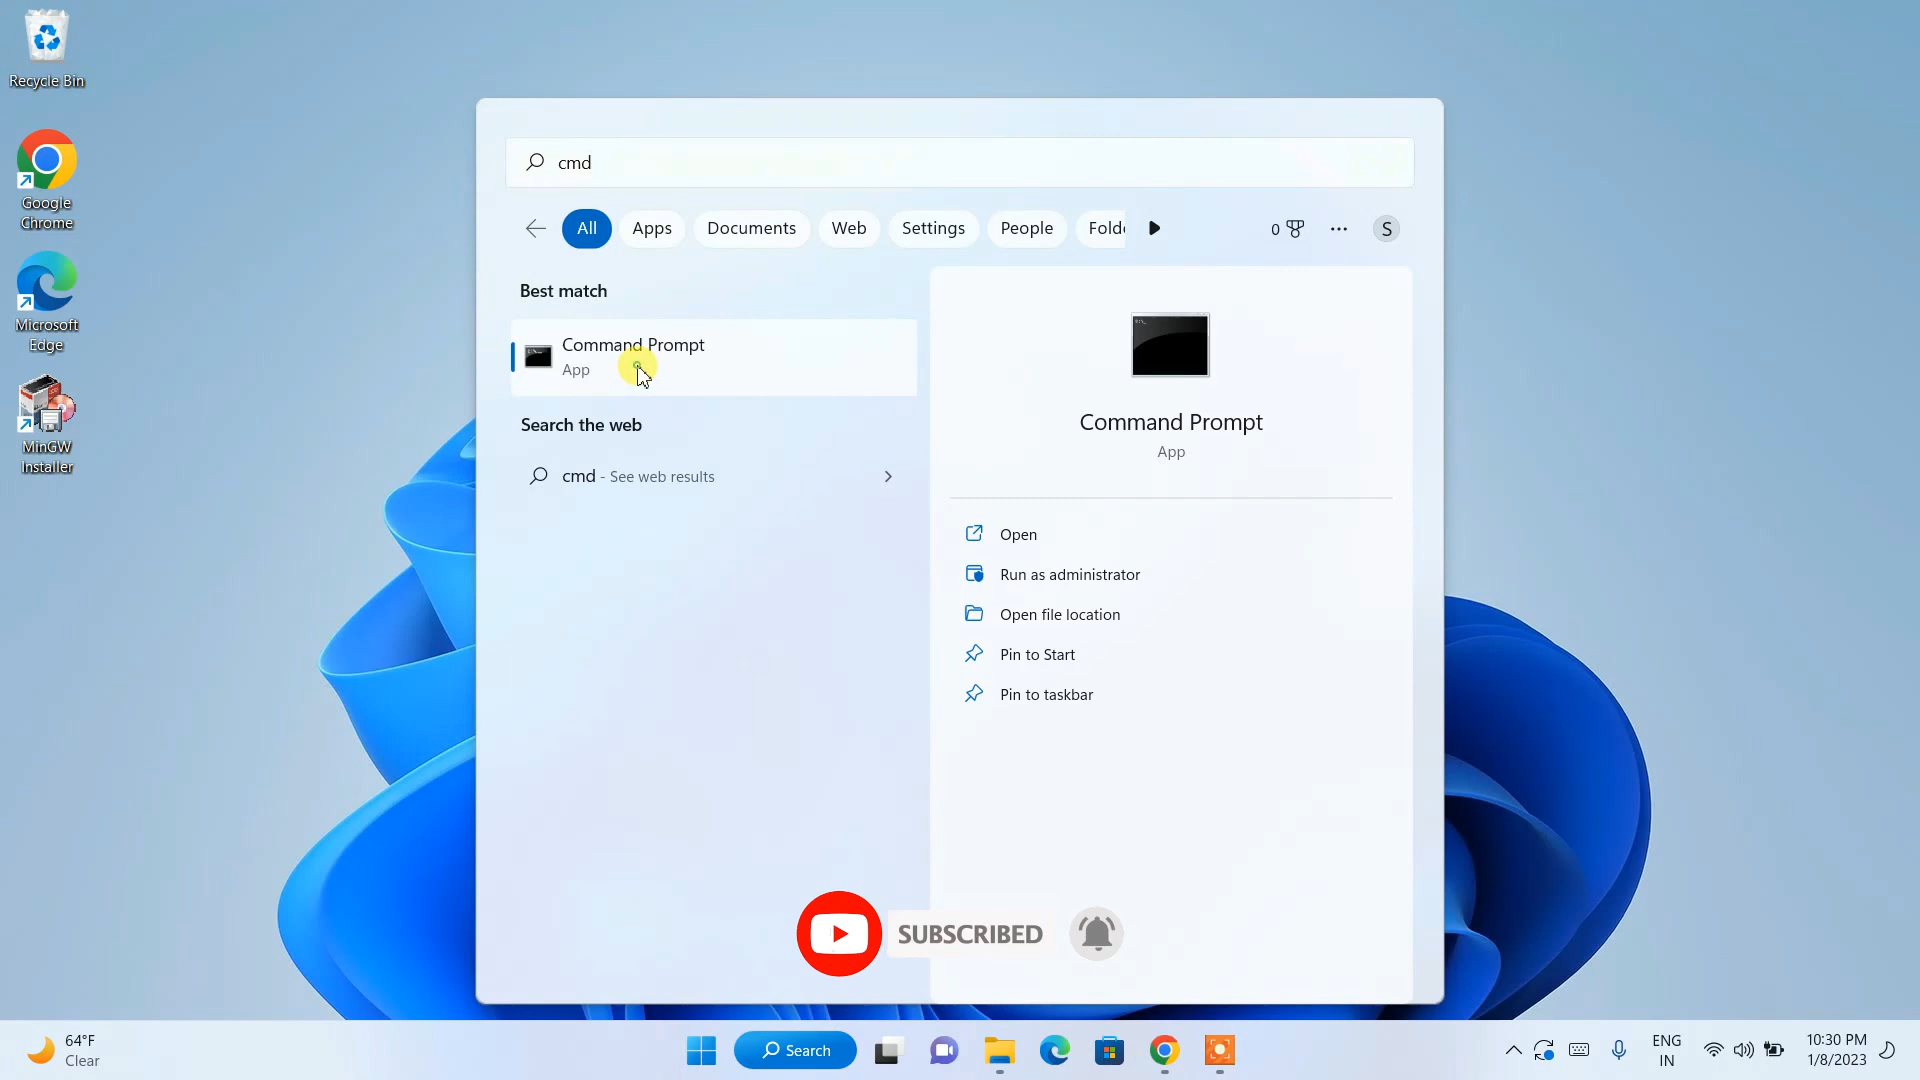 Recycle Bin
Google
Chrome
Microsoft
Edge
MinGW
Installer
cmd
All
Apps
Documents
Web
Settings
People
Folde
0
S
Best match
Command Prompt
App
Search the web
cmd - See web results
Command Prompt
App
Open
Run as administrator
Open file location
Pin to Start
Pin to taskbar
SUBSCRIBED
64°F
Clear
Search
ENG
IN
10:30 PM
1/8/2023